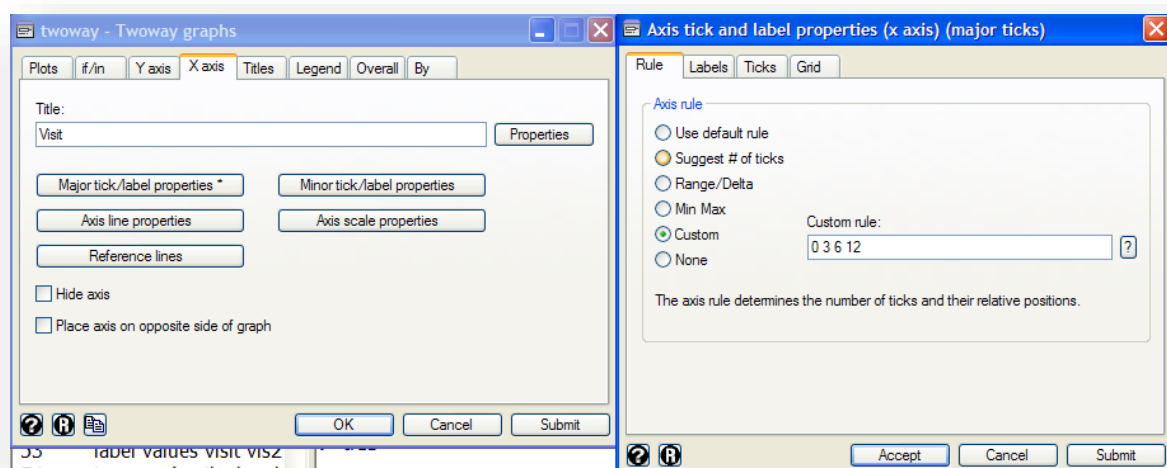 twoway - Twoway graphs
Plots if/in Y axis X axis Titles Legend Overall By
Title:
Visit
Properties
Major tick/label properties *
Minor tick/label properties
Axis line properties
Axis scale properties
Reference lines
Hide axis
Place axis on opposite side of graph
? R
OK Cancel Submit
53 label values visit vis2
Axis tick and label properties (x axis) (major ticks)
Rule Labels Ticks Grid
Axis rule
Use default rule
Suggest # of ticks
Range/Delta
Min Max
Custom
None
Custom rule:
0 3 6 12
?
The axis rule determines the number of ticks and their relative positions.
? R
Accept Cancel Submit